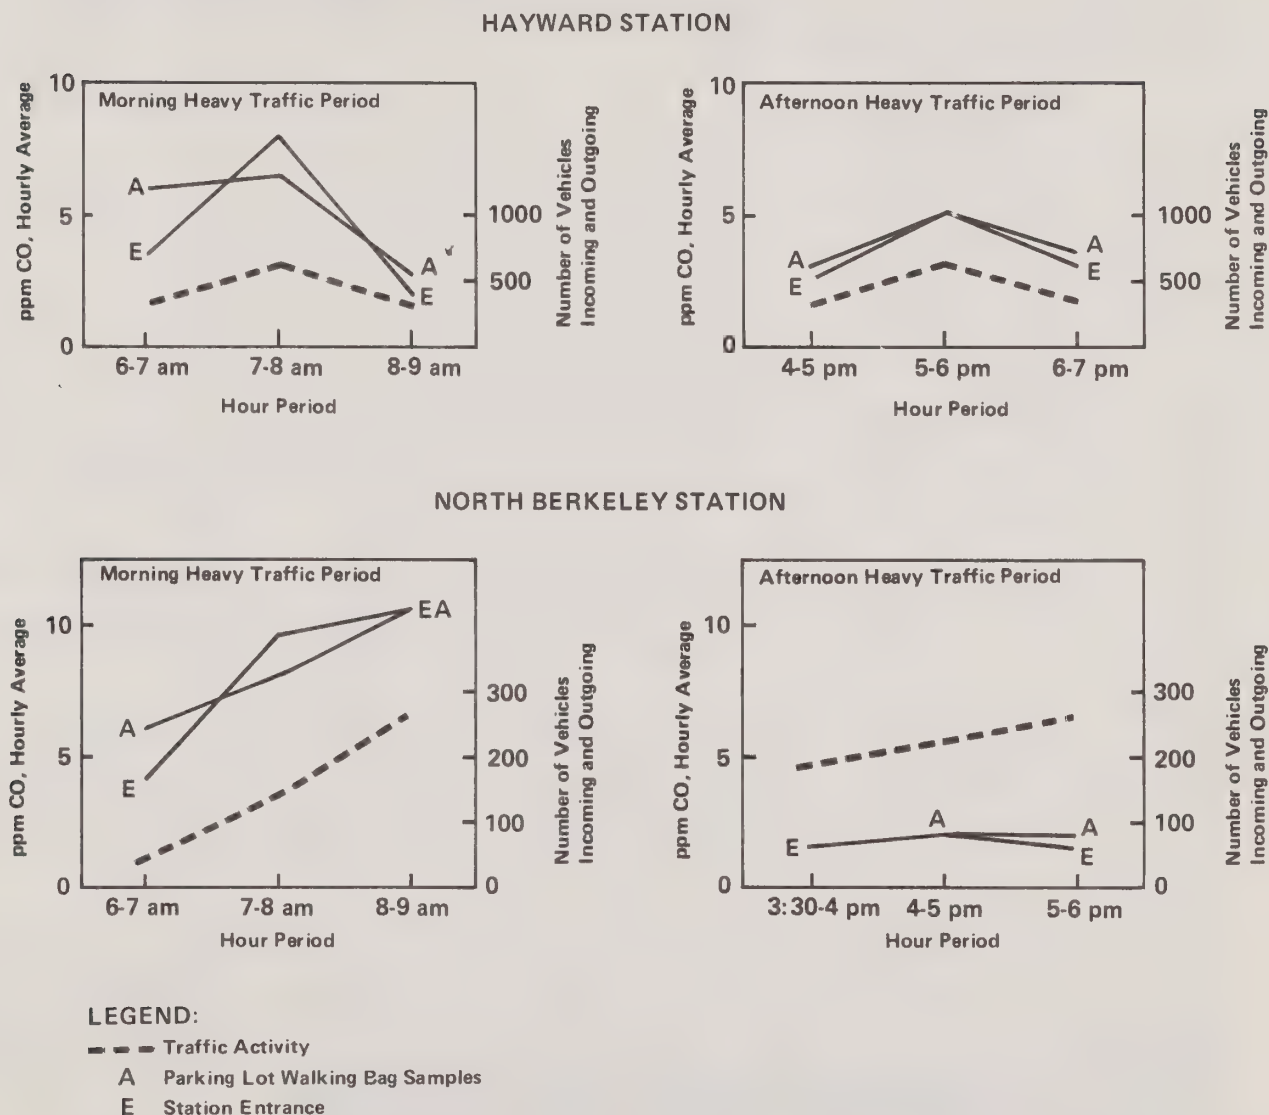 HAYWARD STATION
10
5
0
ppm CO, Hourly Average
Morning Heavy Traffic Period
A
E
A
E
1000
500
Number of Vehicles
Incoming and Outgoing
6-7 am 7-8 am 8-9 am
Hour Period
10
5
0
ppm CO, Hourly Average
Afternoon Heavy Traffic Period
A
E
A
E
1000
500
Number of Vehicles
Incoming and Outgoing
4-5 pm 5-6 pm 6-7 pm
Hour Period
NORTH BERKELEY STATION
10
5
0
ppm CO, Hourly Average
Morning Heavy Traffic Period
A
E
EA
300
200
100
0
Number of Vehicles
Incoming and Outgoing
6-7 am 7-8 am 8-9 am
Hour Period
10
5
0
ppm CO, Hourly Average
Afternoon Heavy Traffic Period
E
A
A
E
300
200
100
0
Number of Vehicles
Incoming and Outgoing
3:30-4 pm 4-5 pm 5-6 pm
Hour Period
LEGEND:
Traffic Activity
A Parking Lot Walking Bag Samples
E Station Entrance